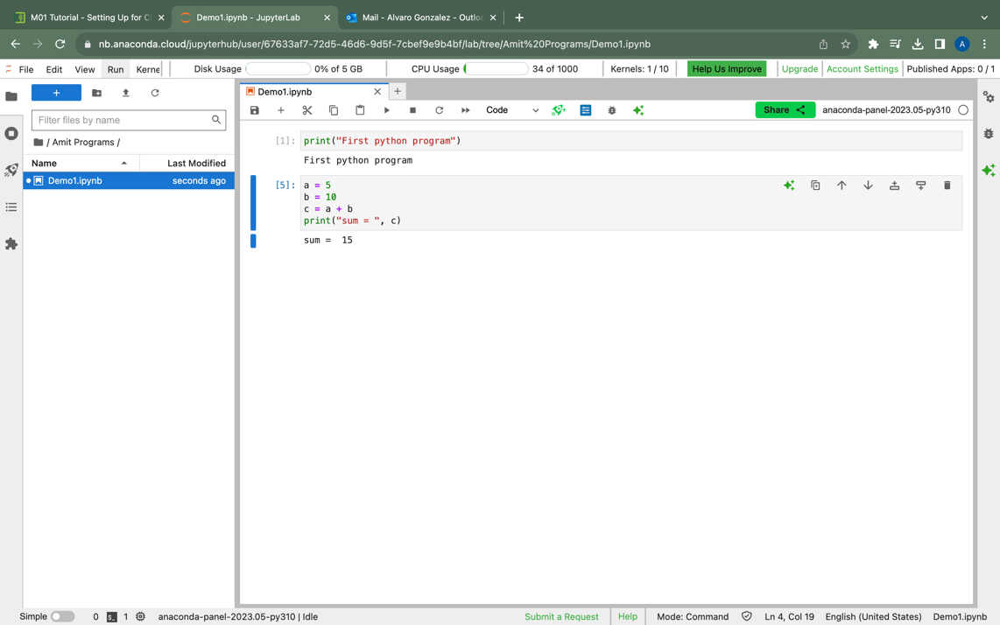 M01 Tutorial - Setting Up for C
Demo1.ipynb - JupyterLab
Mail - Alvaro Gonzalez - Outlo
nb.anaconda.cloud/jupyterhub/user/67633af7-72d5-46d6-9d5f-7cbef9e9b4bf/lab/tree/Amit%20Programs/Demo1.ipynb
A
File Edit View Run Kerne
Disk Usage 0% of 5 GB
CPU Usage 34 of 1000
Kernels: 1 / 10
Help Us Improve
Upgrade
Account Settings
Published Apps: 0 / 1
Filter files by name
/ Amit Programs /
Name Last Modified
Demo1.ipynb seconds ago
Demo1.ipynb
Code
Share
anaconda-panel-2023.05-py310
[1]: print("First python program")
First python program
[5]: a = 5
b = 10
c = a + b
print("sum = ", c)
sum =  15
Simple 0 $_ 1 anaconda-panel-2023.05-py310 | Idle
Submit a Request
Help
Mode: Command
Ln 4, Col 19
English (United States)
Demo1.ipynb